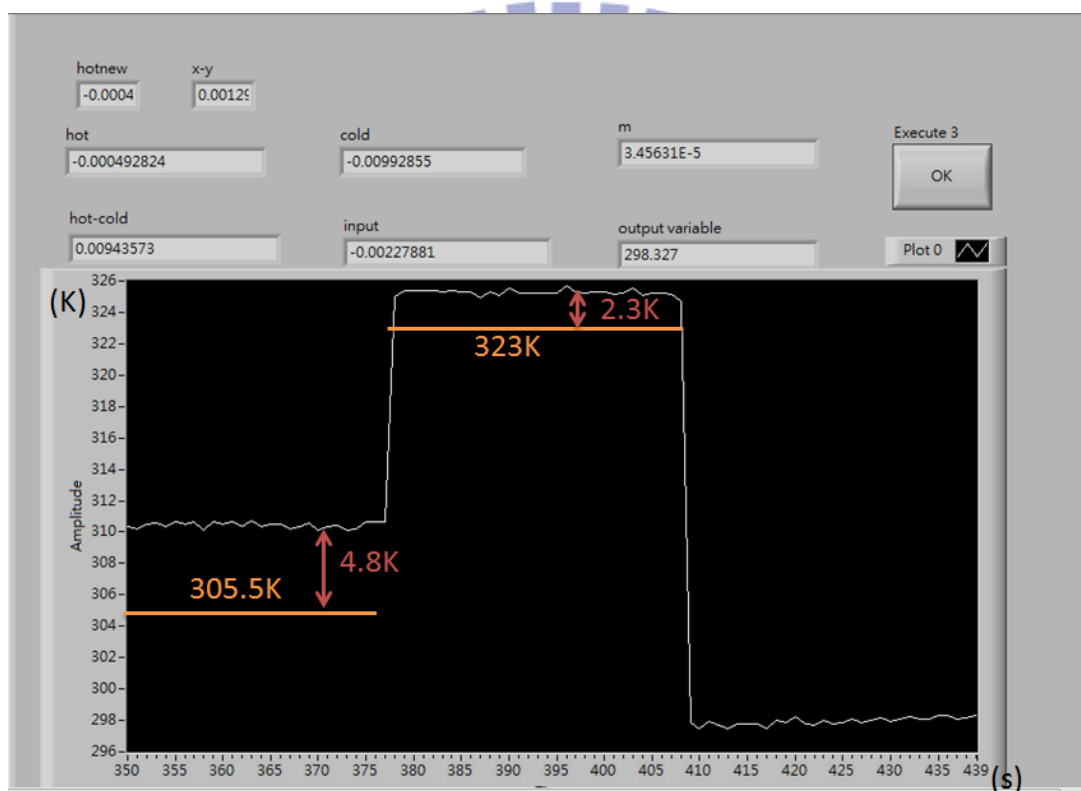 hotnew x-y
-0.0004 0.00129
hot cold m Execute 3
-0.000492824 -0.00992855 3.45631E-5 OK
hot-cold input output variable
0.00943573 -0.00227881 298.327 Plot 0
(K)
Amplitude
326
324
322
320
318
316
314
312
310
308
306
304
302
300
298
296
2.3K
323K
4.8K
305.5K
350 355 360 365 370 375 380 385 390 395 400 405 410 415 420 425 430 435 439
(s)